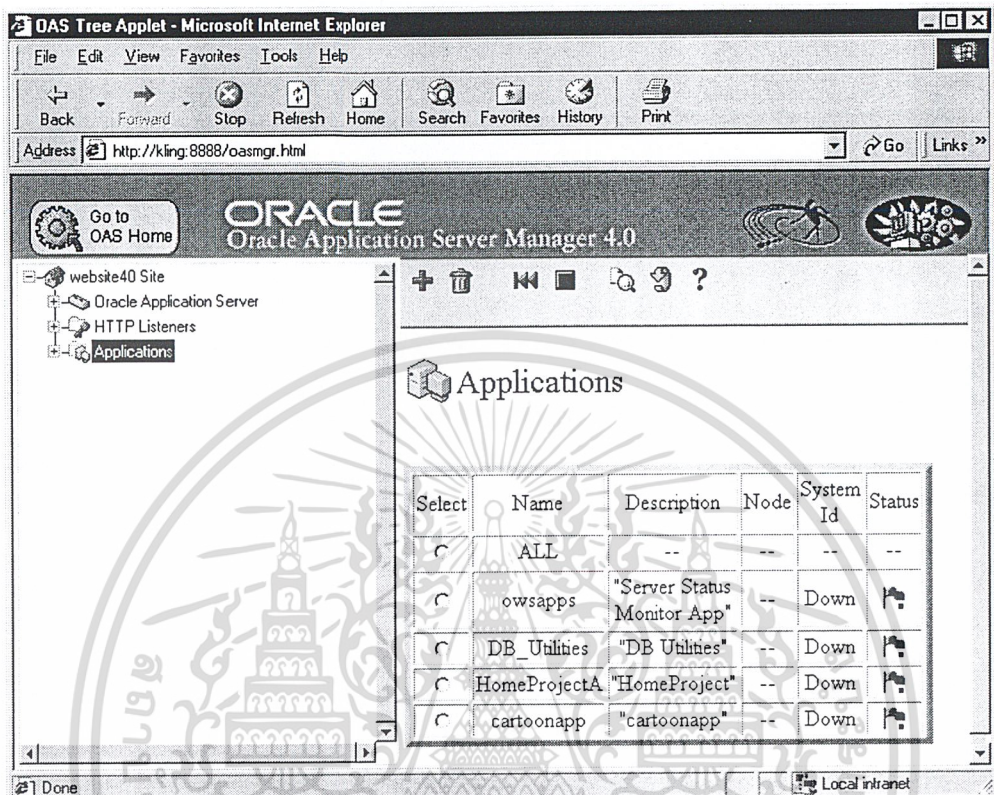 OAS Tree Applet - Microsoft Internet Explorer
File Edit View Favorites Tools Help
Back Forward Stop Refresh Home Search Favorites History Print
Address http://kling:8888/oasmgr.html Go Links »
Go to
OAS Home
ORACLE
Oracle Application Server Manager 4.0
website40 Site
Oracle Application Server
HTTP Listeners
Applications
?
Applications
Select Name Description Node System Id Status
ALL -- -- -- --
owsapps "Server Status Monitor App" -- Down
DB_Utilities "DB Utilities" -- Down
HomeProjectA "HomeProject" -- Down
cartoonapp "cartoonapp" -- Down
Done Local intranet